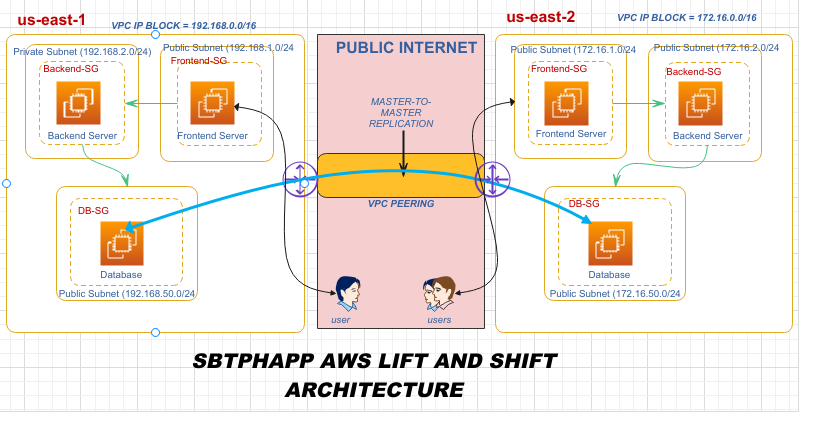 us-east-1
VPC IP BLOCK = 192.168.0.0/16
us-east-2
VPC IP BLOCK = 172.16.0.0/16
Private Subnet (192.168.2.0/24)
Public Subnet (192.168.1.0/24
Backend-SG
Frontend-SG
Backend Server
Frontend Server
DB-SG
Database
Public Subnet (192.168.50.0/24
PUBLIC INTERNET
MASTER-TO-
MASTER
REPLICATION
VPC PEERING
user
users
Public Subnet (172.16.1.0/24
Public Subnet (172.16.2.0/24
Frontend-SG
Backend-SG
Frontend Server
Backend Server
DB-SG
Database
Public Subnet (172.16.50.0/24
SBTPHAPP AWS LIFT AND SHIFT
ARCHITECTURE